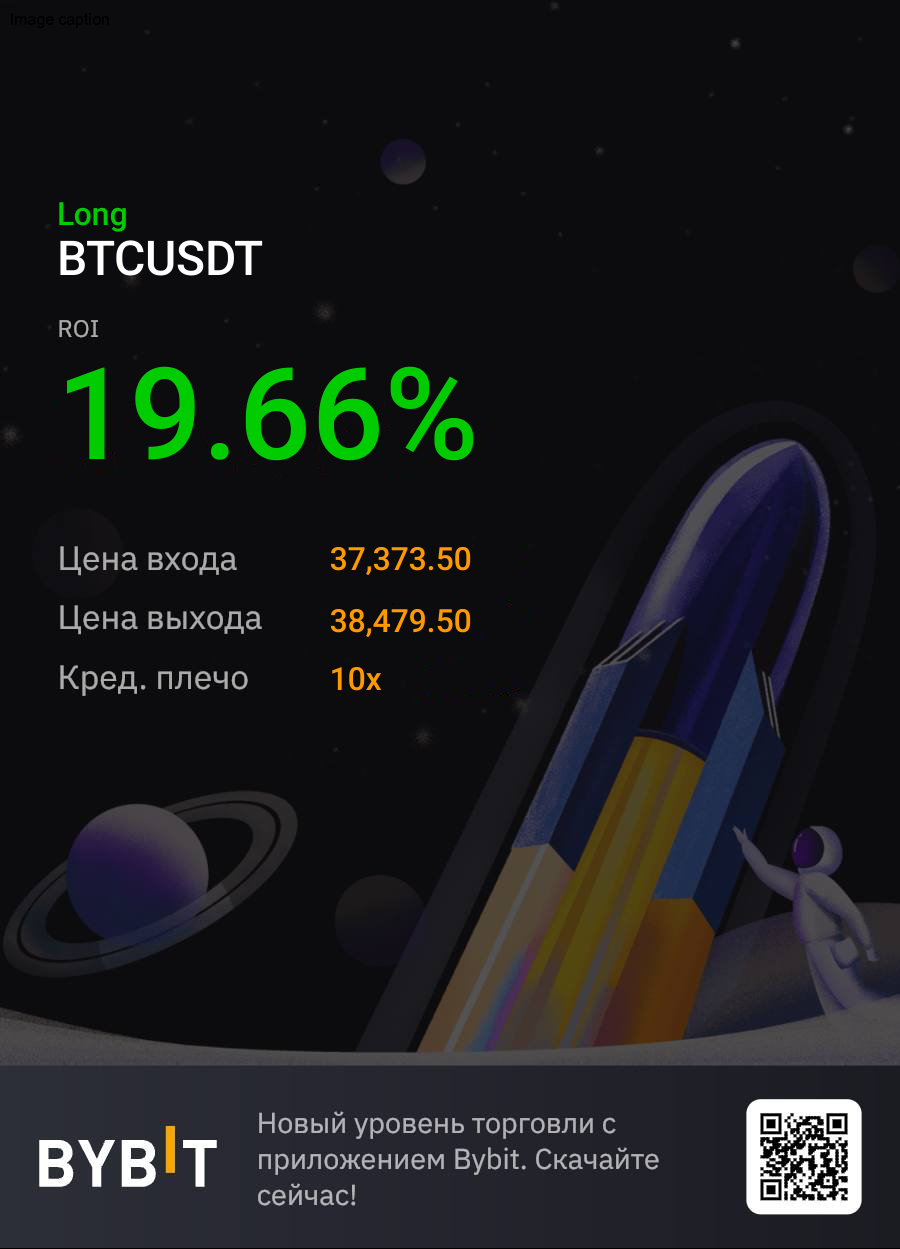 Image caption
Long
BTCUSDT
ROI
19.66%
Цена входа 37,373.50
Цена выхода 38,479.50
Кред. плечо 10x
BYBIT
Новый уровень торговли с
приложением Bybit. Скачайте
сейчас!